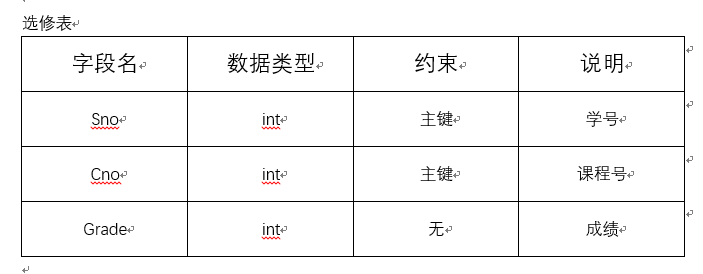 选修表
字段名 数据类型 约束 说明
Sno int 主键 学号
Cno int 主键 课程号
Grade int 无 成绩